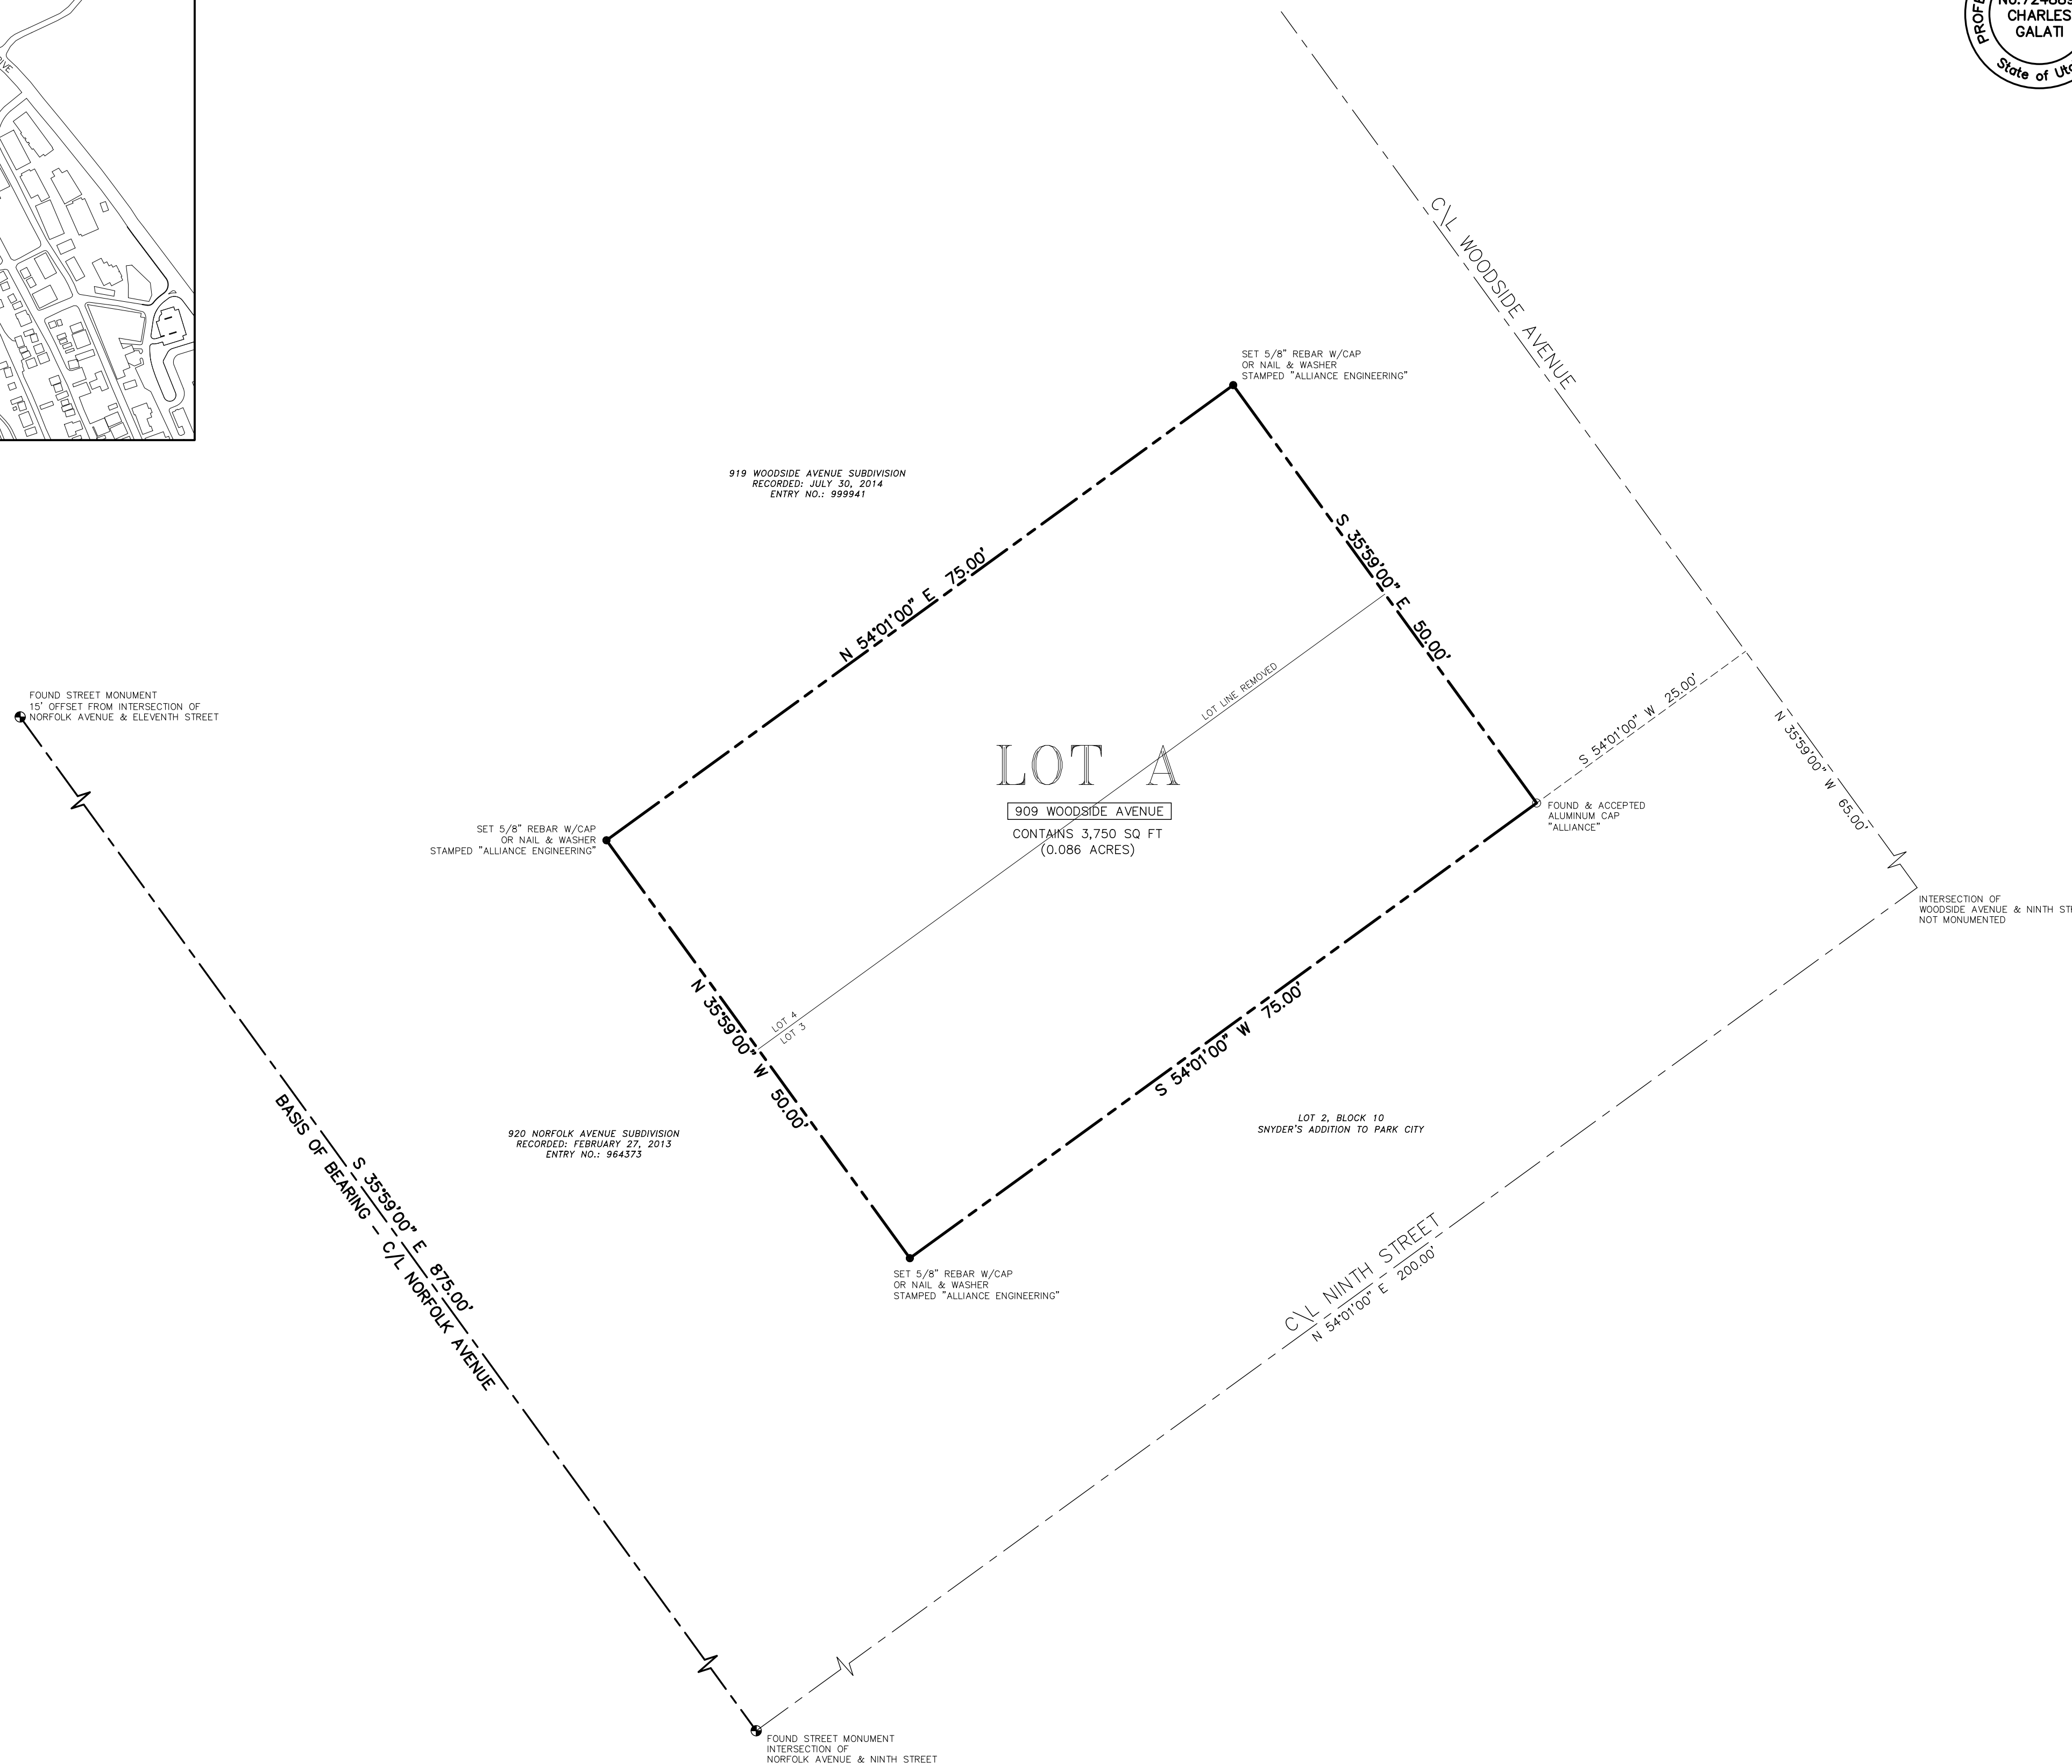 CHARLES
GALATI
PROFE
State of Uta
C\L WOODSIDE AVENUE
SET 5/8" REBAR W/CAP
OR NAIL & WASHER
STAMPED "ALLIANCE ENGINEERING"
919 WOODSIDE AVENUE SUBDIVISION
RECORDED: JULY 30, 2014
ENTRY NO.: 999941
N 54°01'00" E 75.00'
S 35°59'00" E 50.00'
LOT LINE REMOVED
S 54°01'00" W 25.00'
N 35°59'00" W 65.00'
FOUND STREET MONUMENT
15' OFFSET FROM INTERSECTION OF
NORFOLK AVENUE & ELEVENTH STREET
LOT A
909 WOODSIDE AVENUE
CONTAINS 3,750 SQ FT
(0.086 ACRES)
FOUND & ACCEPTED
ALUMINUM CAP
"ALLIANCE"
SET 5/8" REBAR W/CAP
OR NAIL & WASHER
STAMPED "ALLIANCE ENGINEERING"
INTERSECTION OF
WOODSIDE AVENUE & NINTH
NOT MONUMENTED
LOT 4
LOT 3
N 35°59'00" W 50.00'
S 54°01'00" W 75.00'
920 NORFOLK AVENUE SUBDIVISION
RECORDED: FEBRUARY 27, 2013
ENTRY NO.: 964373
LOT 2, BLOCK 10
SNYDER'S ADDITION TO PARK CITY
S 35°59'00" E 875.00'
BASIS OF BEARING - C/L NORFOLK AVENUE
SET 5/8" REBAR W/CAP
OR NAIL & WASHER
STAMPED "ALLIANCE ENGINEERING"
C\L NINTH STREET
N 54°01'00" E 200.00'
FOUND STREET MONUMENT
INTERSECTION OF
NORFOLK AVENUE & NINTH STREET